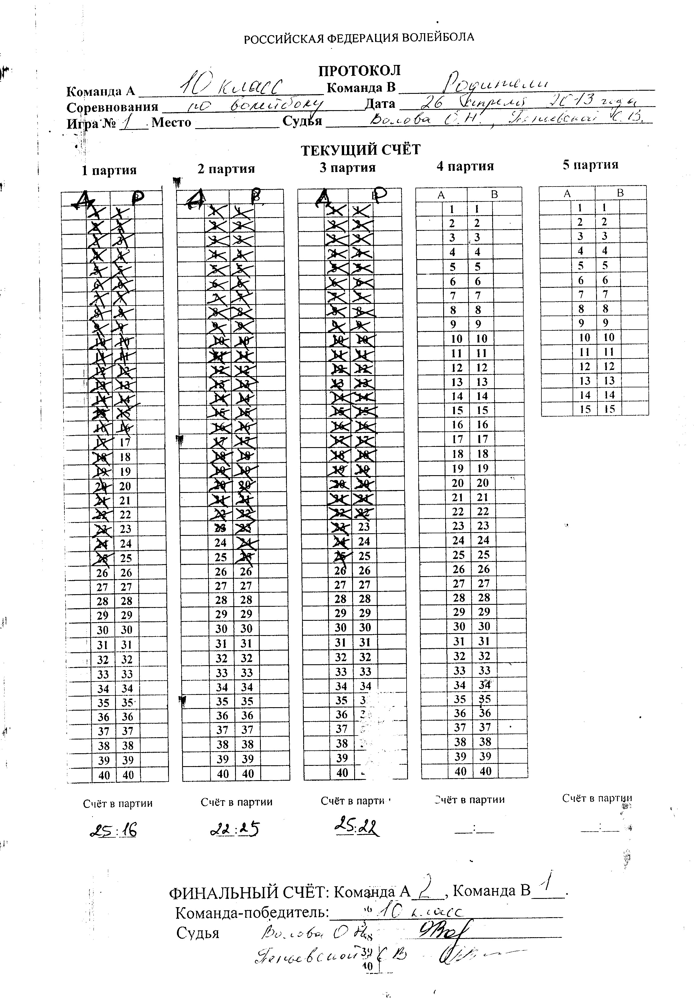 РОССИЙСКАЯ ФЕДЕРАЦИЯ ВОЛЕЙБОЛА
ПРОТОКОЛ
Команда А 10 класс Команда В Родители
Соревнования по волейболу Дата 26 апреля 2013 года
Игра № 1 Место Судья Волова О.Н., С.В.
ТЕКУЩИЙ СЧЁТ
1 партия 2 партия 3 партия 4 партия 5 партия
А Р А Р А Р А В А В
1 1 1 1 1 1 1 1 1 1
2 2 2 2 2 2 2 2 2 2
3 3 3 3 3 3 3 3 3 3
4 4 4 4 4 4 4 4 4 4
5 5 5 5 5 5 5 5 5 5
6 6 6 6 6 6 6 6 6 6
7 7 7 7 7 7 7 7 7 7
8 8 8 8 8 8 8 8 8 8
9 9 9 9 9 9 9 9 9 9
10 10 10 10 10 10 10 10 10 10
11 11 11 11 11 11 11 11 11 11
12 12 12 12 12 12 12 12 12 12
13 13 13 13 13 13 13 13 13 13
14 14 14 14 14 14 14 14 14 14
15 15 15 15 15 15 15 15 15 15
16 16 16 16 16 16 16 16
17 17 17 17 17 17 17 17
18 18 18 18 18 18 18 18
19 19 19 19 19 19 19 19
20 20 20 20 20 20 20 20
21 21 21 21 21 21 21 21
22 22 22 22 22 22 22 22
23 23 23 23 23 23 23 23
24 24 24 24 24 24 24 24
25 25 25 25 25 25 25 25
26 26 26 26 26 26 26 26
27 27 27 27 27 27 27 27
28 28 28 28 28 28 28 28
29 29 29 29 29 29 29 29
30 30 30 30 30 30 30 30
31 31 31 31 31 31 31 31
32 32 32 32 32 32 32 32
33 33 33 33 33 33 33 33
34 34 34 34 34 34 34 34
35 35 35 35 35 3 35 35
36 36 36 36 36 36 36
37 37 37 37 37 37 37
38 38 38 38 38 38 38
39 39 39 39 39 39 39
40 40 40 40 40 40 40
Счёт в партии Счёт в партии Счёт в парти Счёт в партии Счёт в партии
25:16 22:25 25:22 __:__ __:__
ФИНАЛЬНЫЙ СЧЁТ: Команда А 2, Команда В 1.
Команда-победитель: 10 класс
Судья Волова О Н
С В
39
40